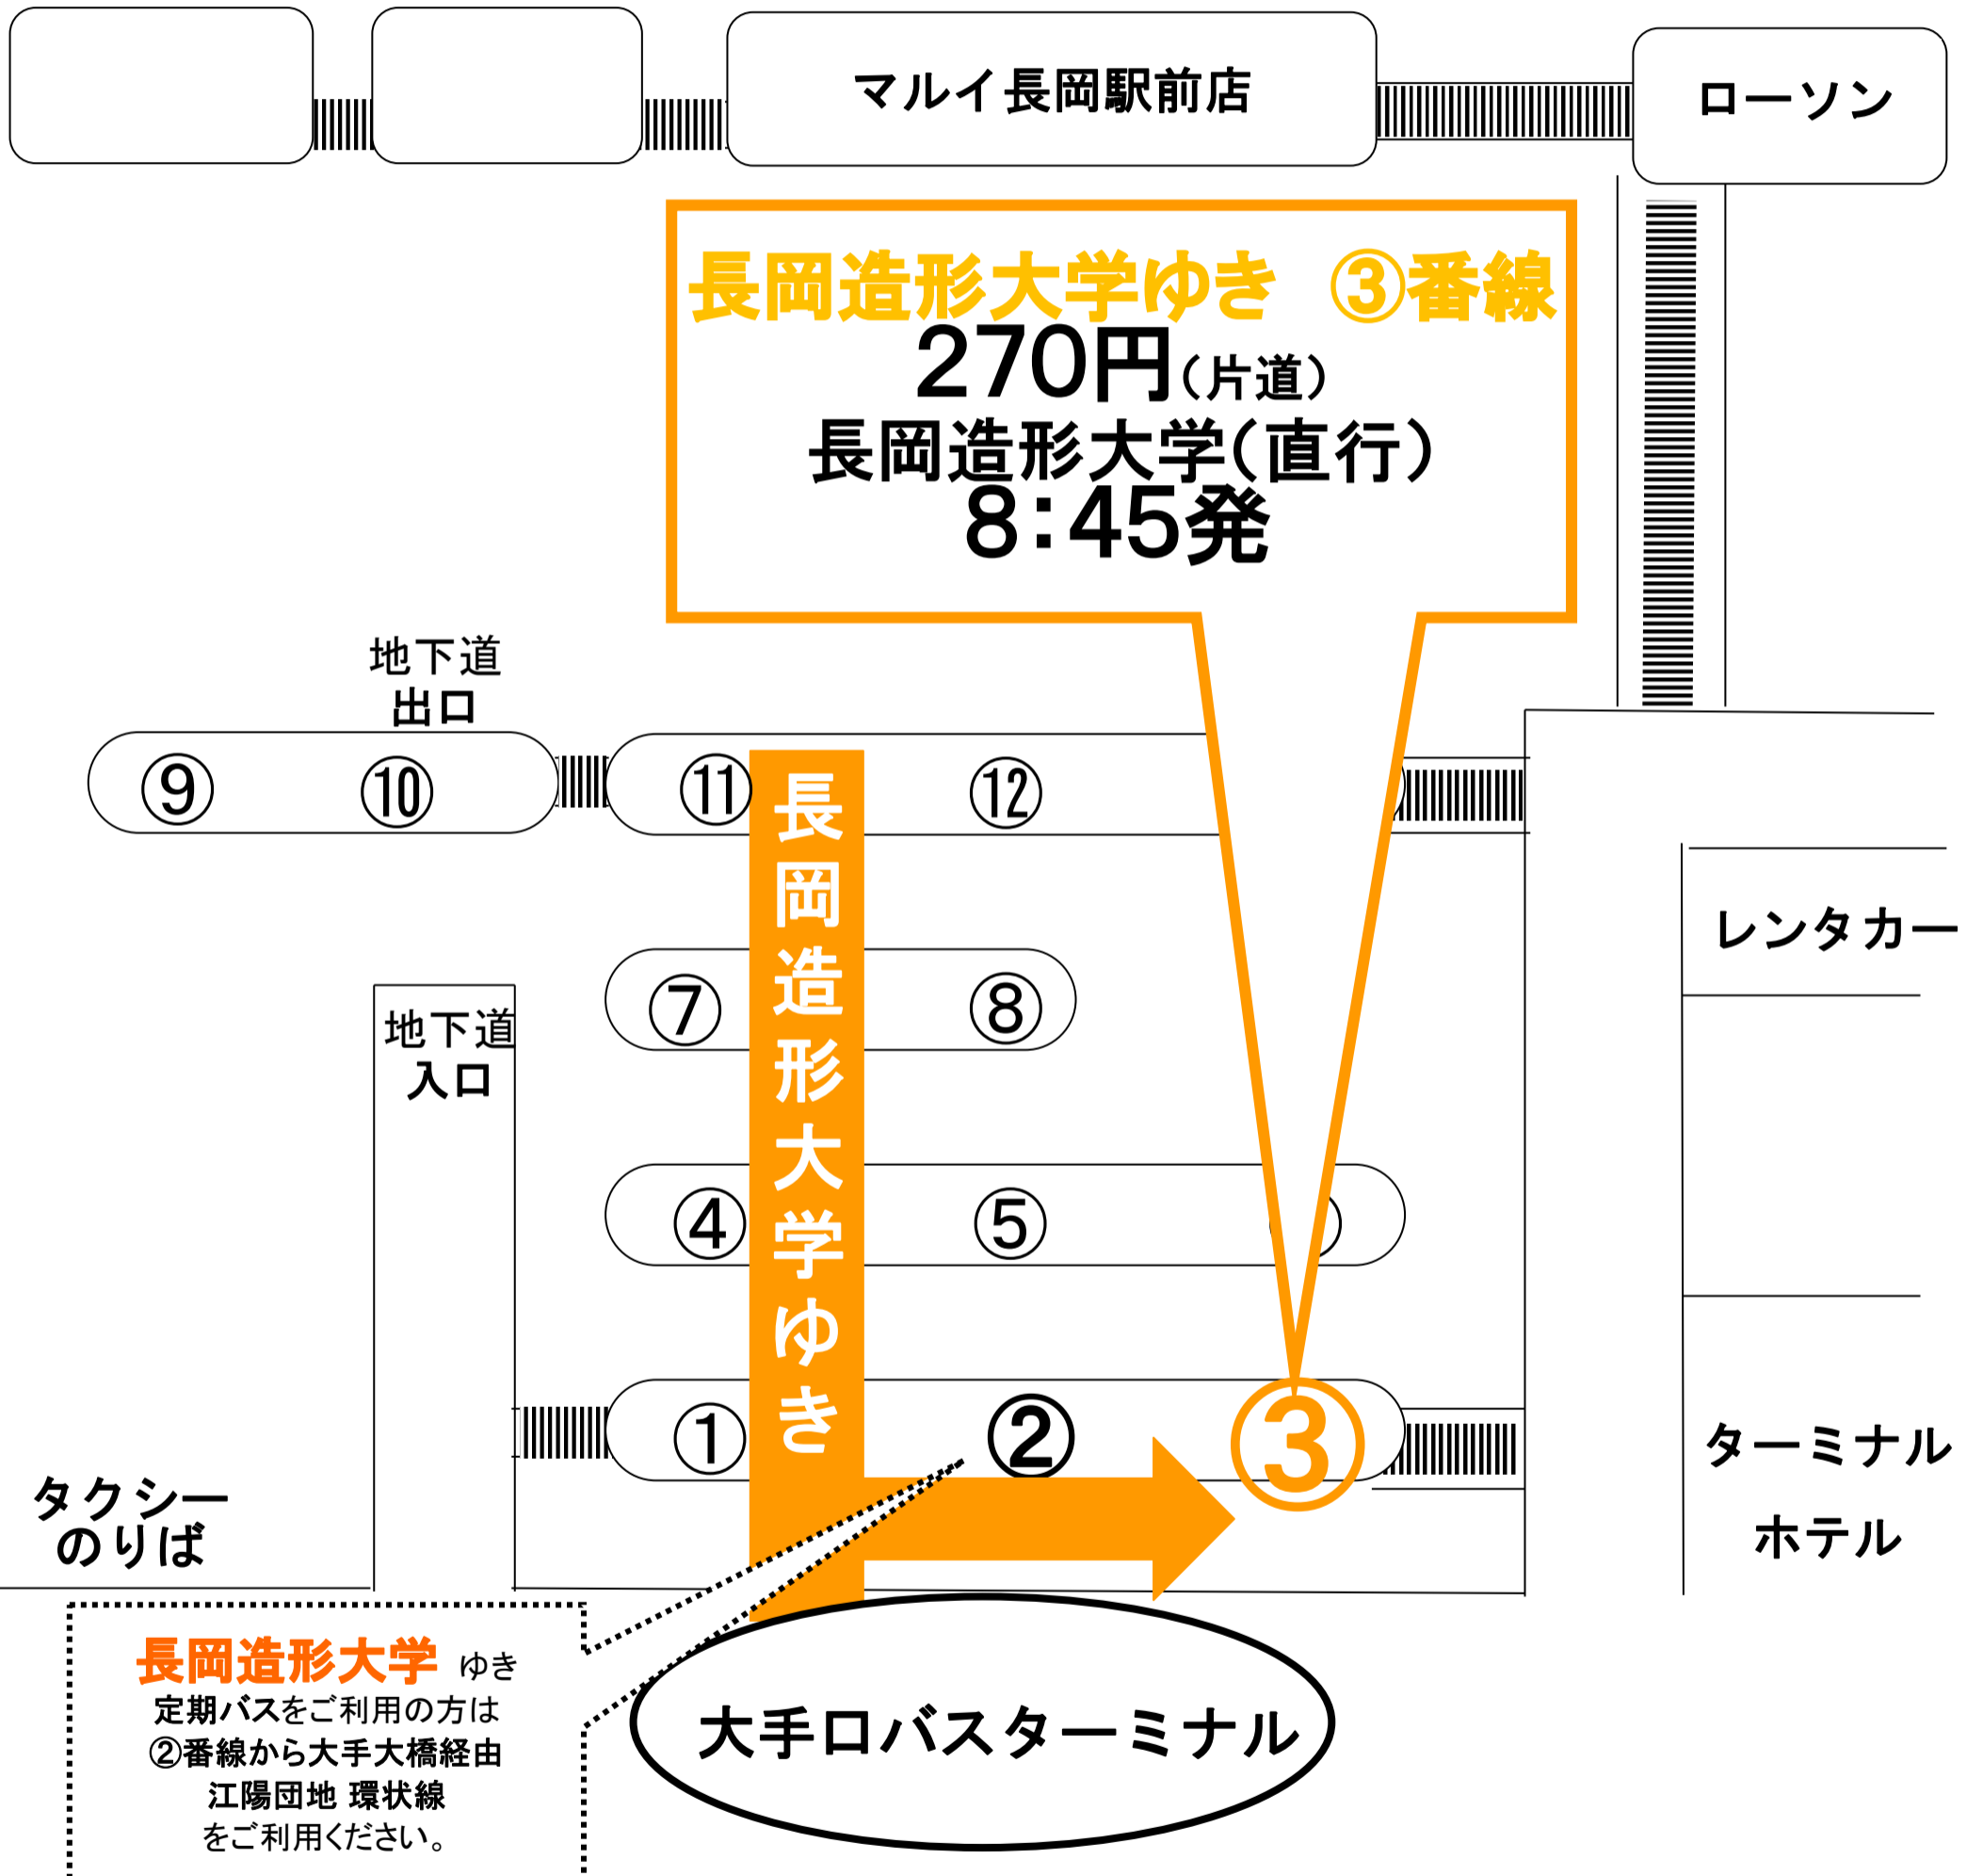 マルイ長岡駅前店
ローソン
長岡造形大学ゆき ③番線
270円(片道)
長岡造形大学(直行)
8:45発
地下道
出口
⑨
⑩
⑪
⑫
長岡造形大学ゆき
レンタカー
⑦
⑧
地下道
入口
④
⑤
①
②
③
ターミナル
ホテル
タクシー
のりば
長岡造形大学 ゆき
定期バスをご利用の方は
②番線から大手大橋経由
江陽団地 環状線
をご利用ください。
大手口バスターミナル